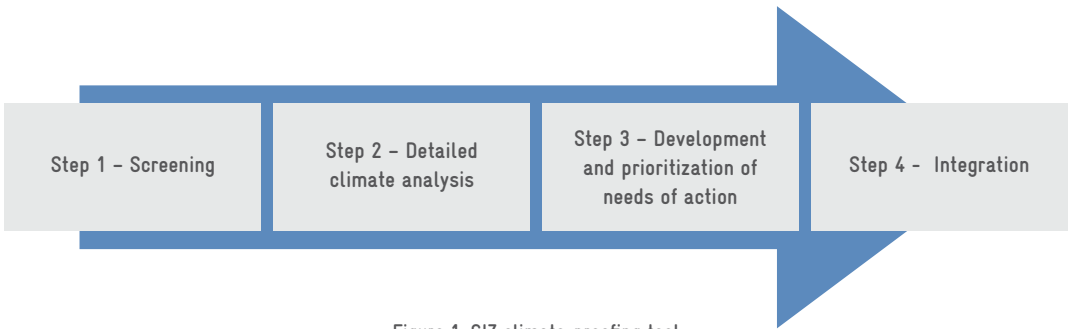 Step 1 – Screening
Step 2 – Detailed
climate analysis
Step 3 – Development
and prioritization of
needs of action
Step 4 - Integration